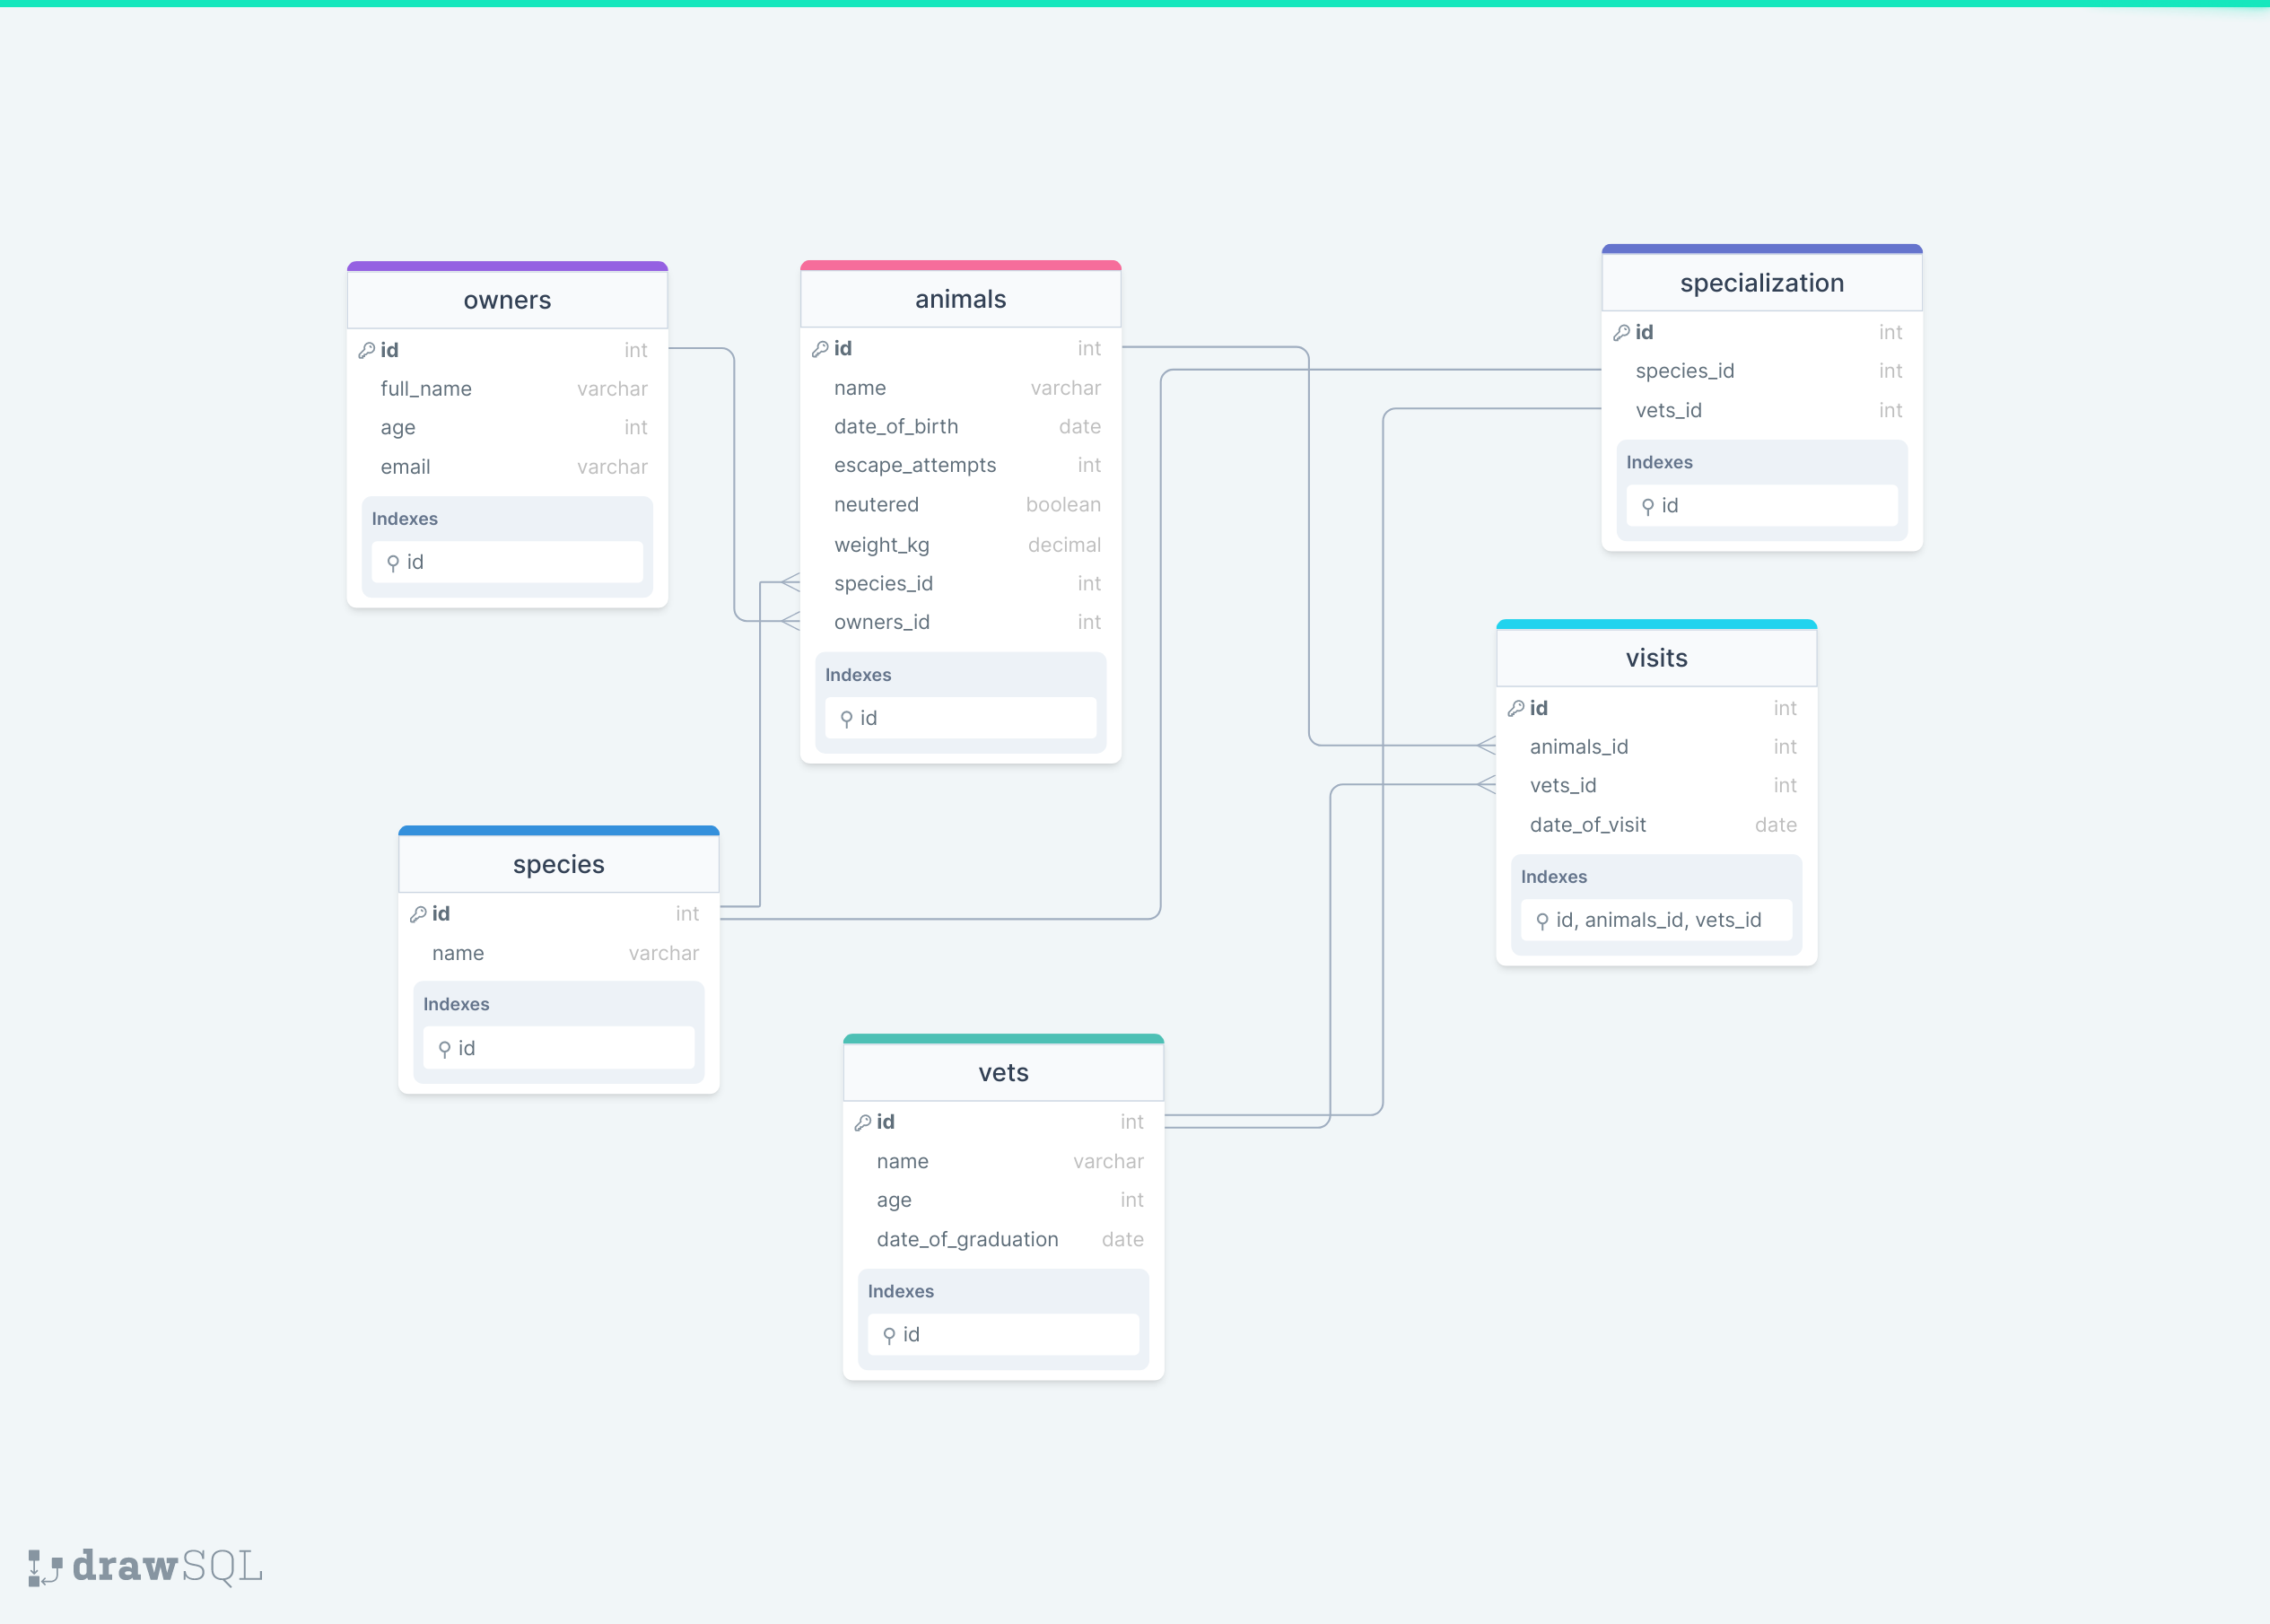 owners
id int
full_name varchar
age int
email varchar
Indexes
id
animals
id int
name varchar
date_of_birth date
escape_attempts int
neutered boolean
weight_kg decimal
species_id int
owners_id int
Indexes
id
specialization
id int
species_id int
vets_id int
Indexes
id
visits
id int
animals_id int
vets_id int
date_of_visit date
Indexes
id, animals_id, vets_id
species
id int
name varchar
Indexes
id
vets
id int
name varchar
age int
date_of_graduation date
Indexes
id
drawSQL